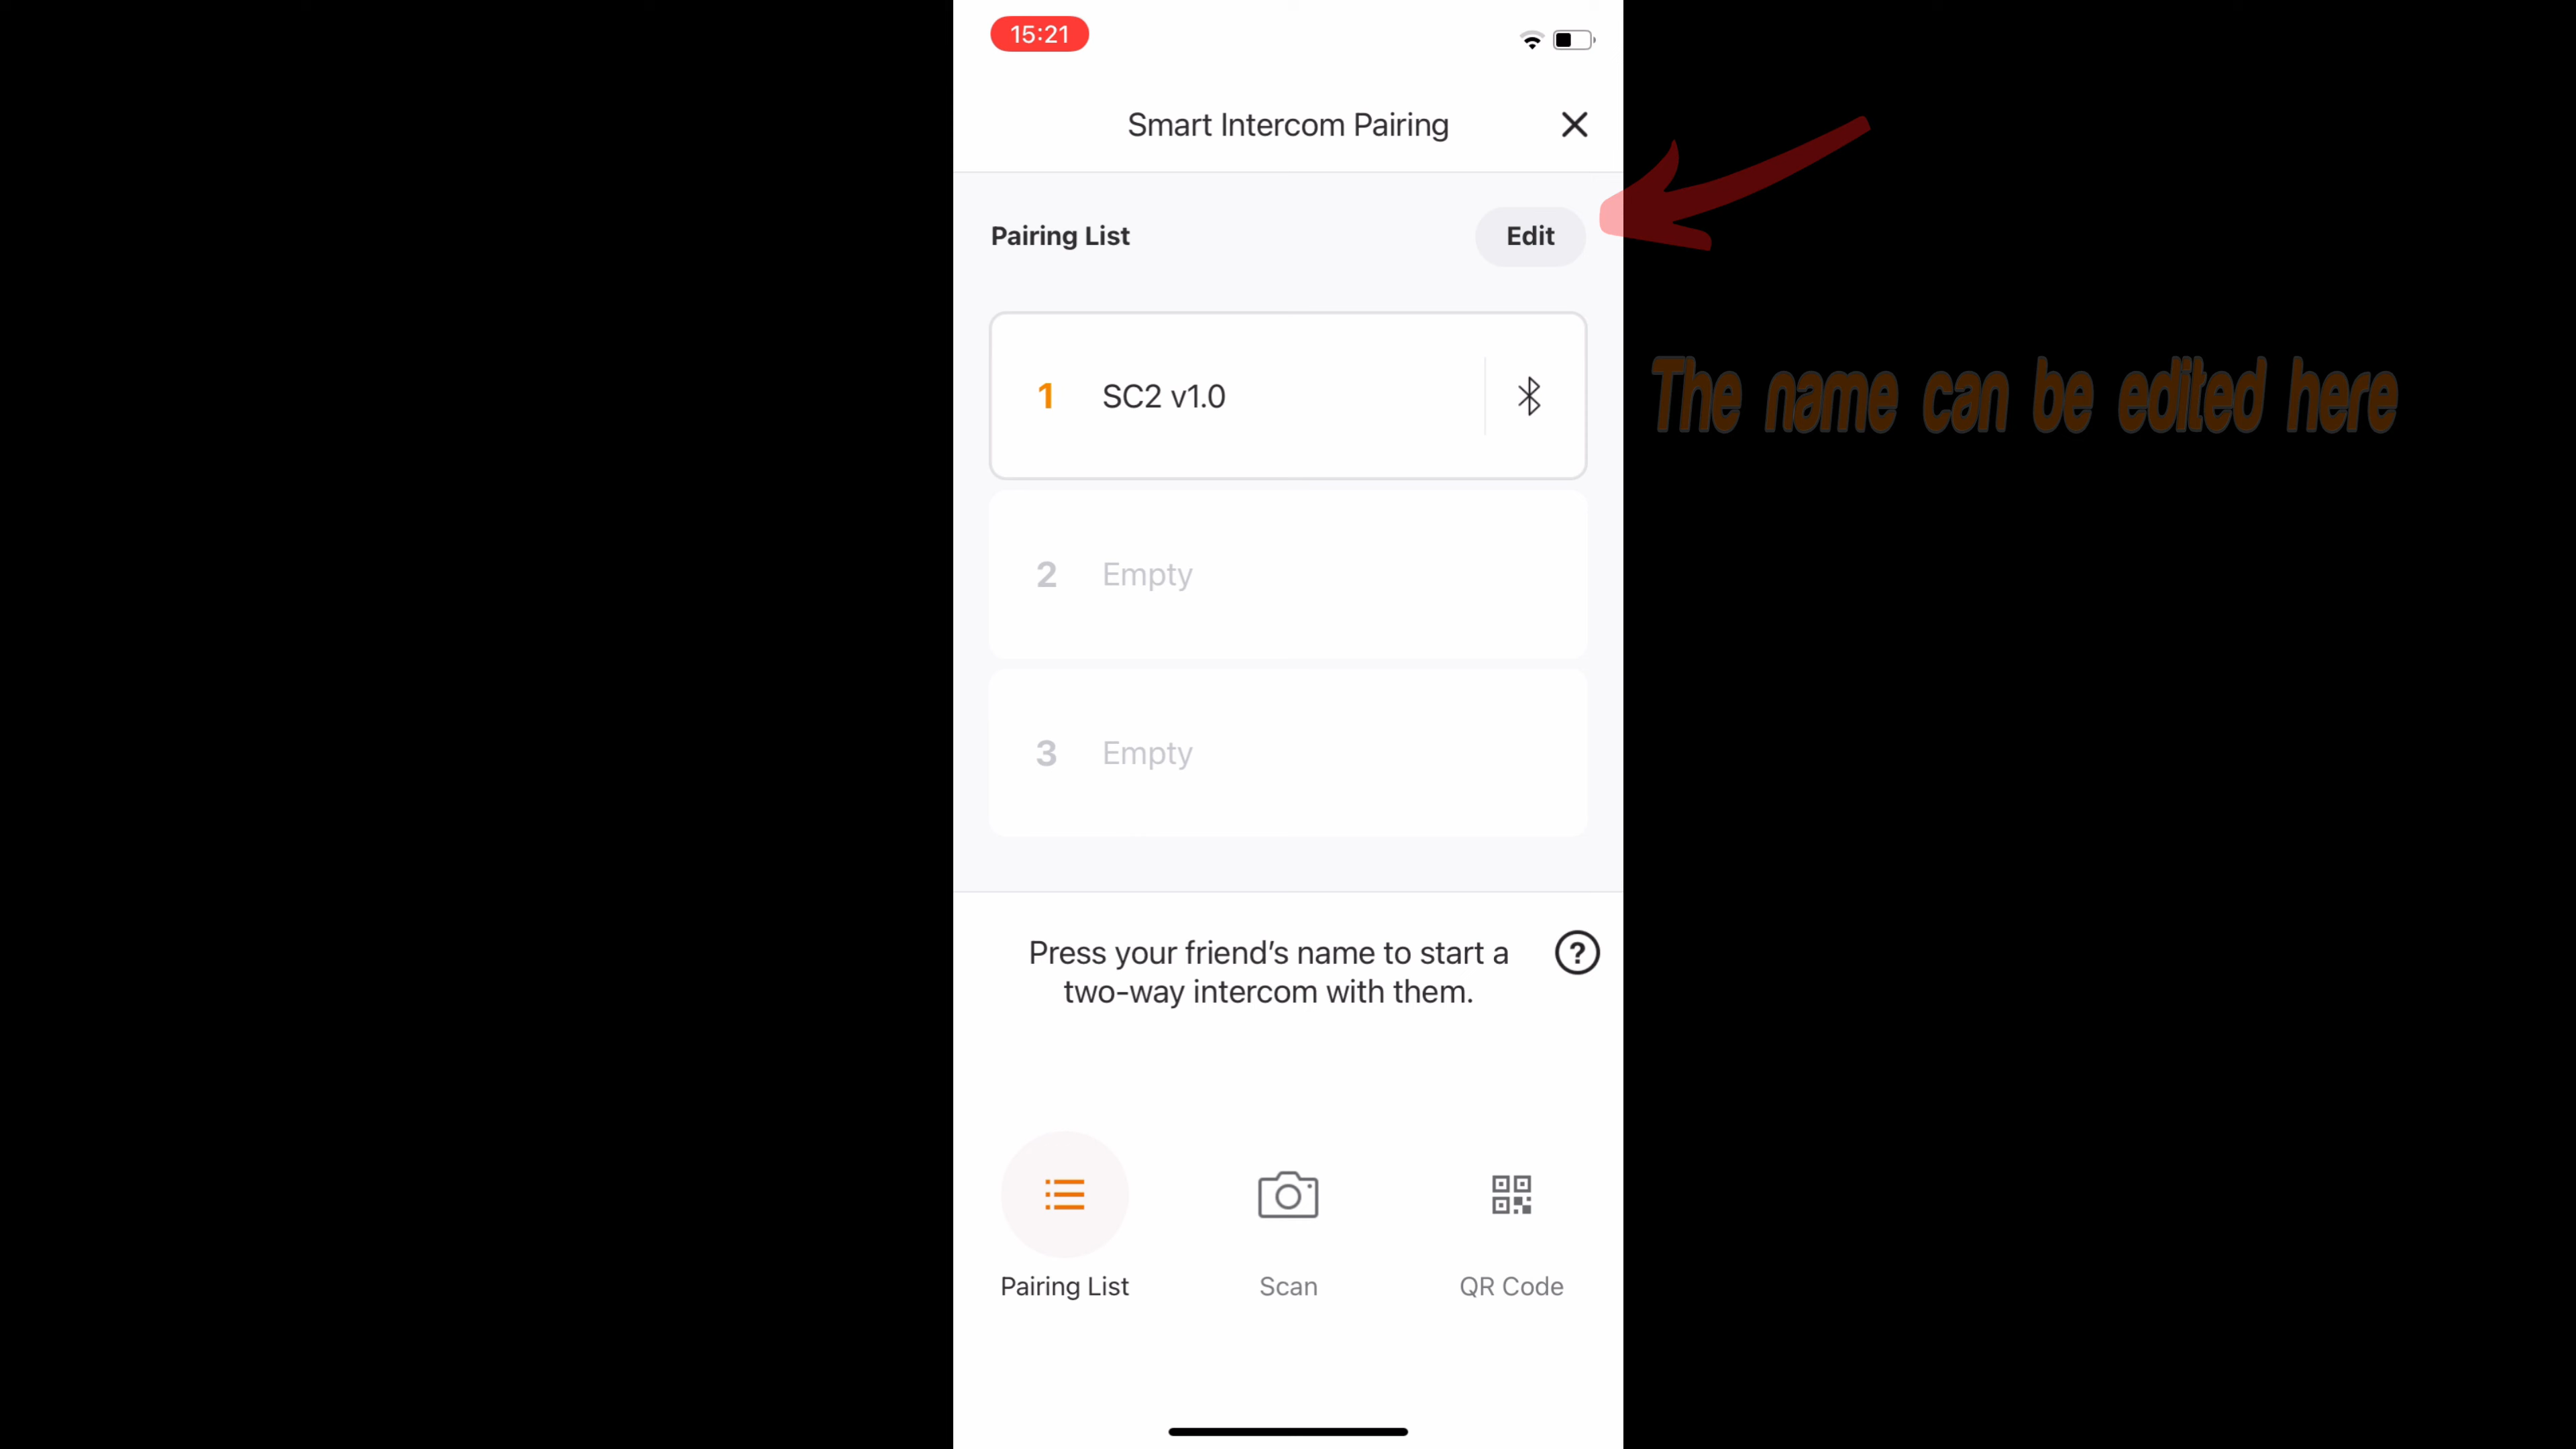 15:21
Smart Intercom Pairing
Pairing List
Edit
1 SC2 v1.0
The name can be edited here
2 Empty
3 Empty
Press your friend’s name to start a
two-way intercom with them.
?
Pairing List
Scan
QR Code